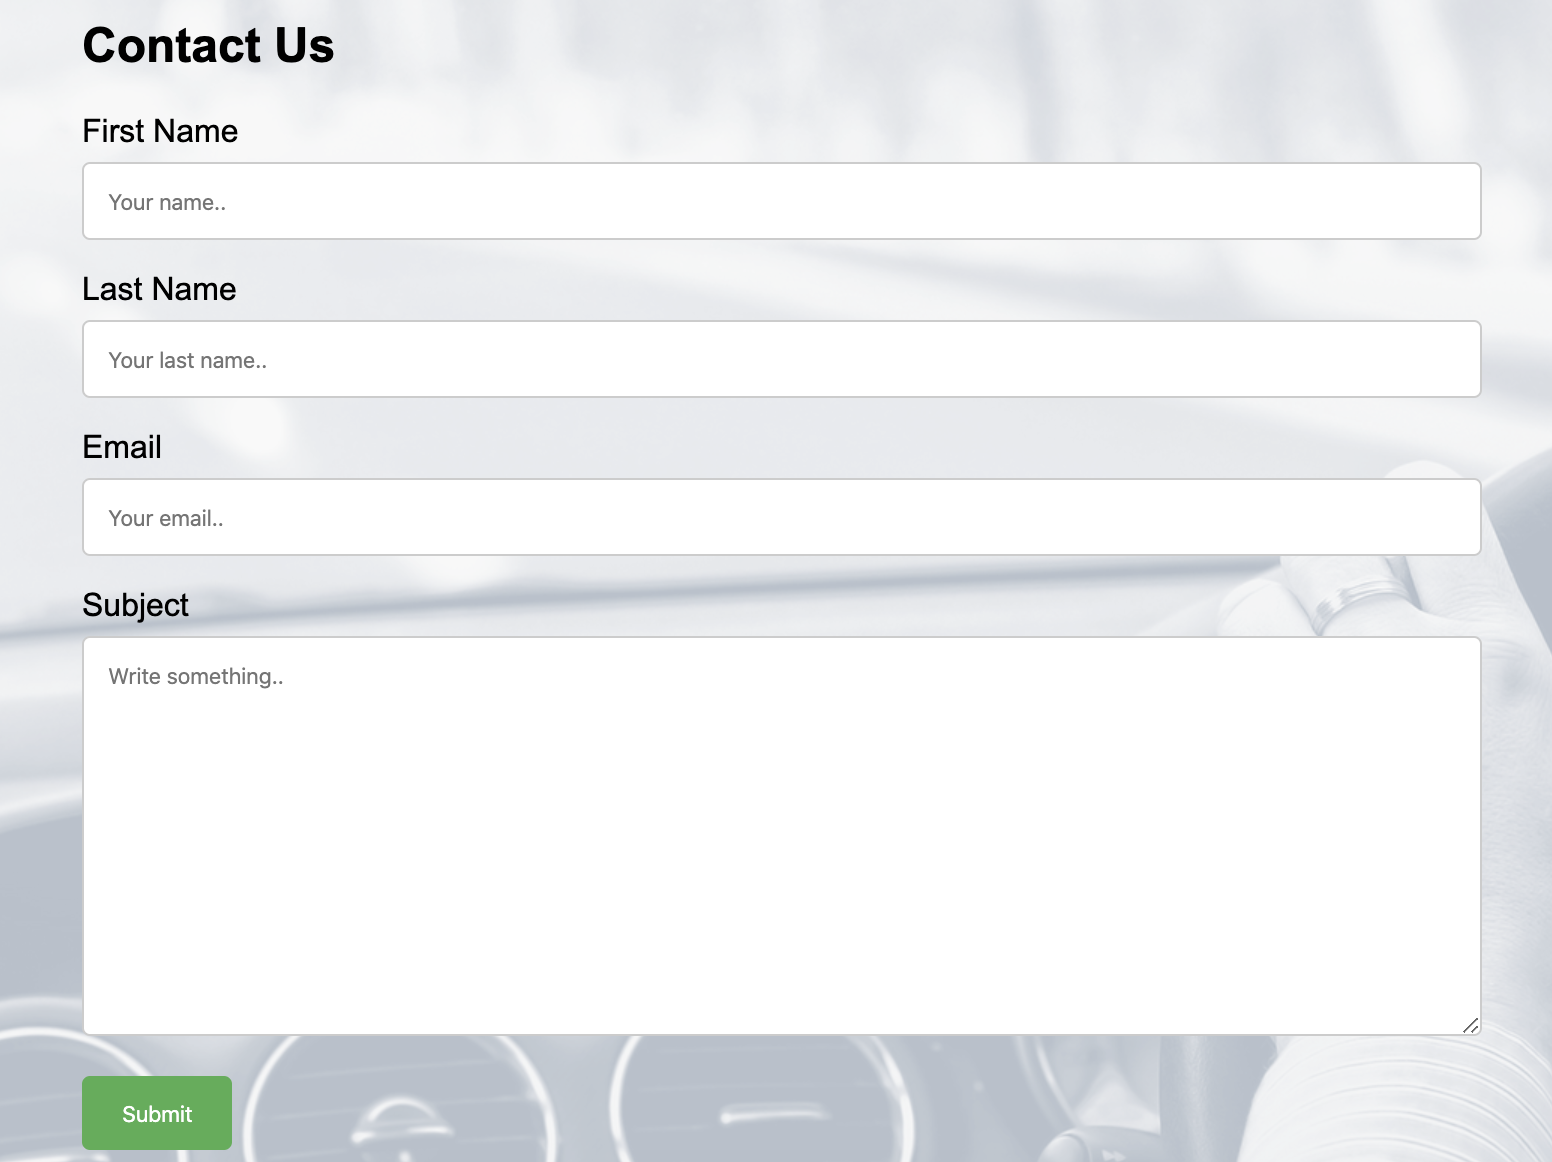 Contact Us
First Name
Your name..
Last Name
Your last name..
Email
Your email..
Subject
Write something..
Submit